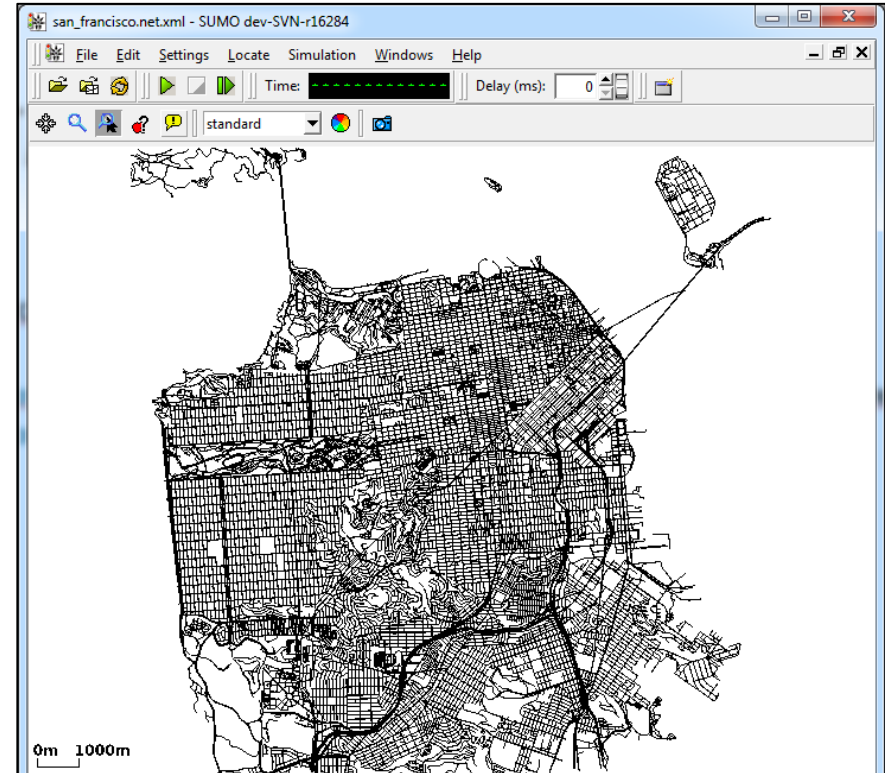 san_francisco.net.xml - SUMO dev-SVN-r16284
File Edit Settings Locate Simulation Windows Help
Time: Delay (ms): 0
standard
0m 1000m